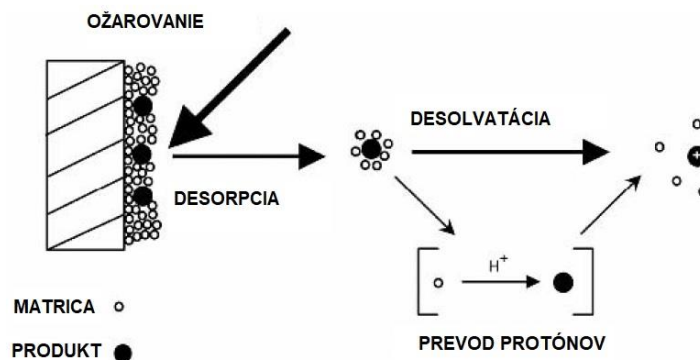 OŽAROVANIE
DESOLVATÁCIA
+
DESORPCIA
H+
MATRICA
PRODUKT
PREVOD PROTÓNOV